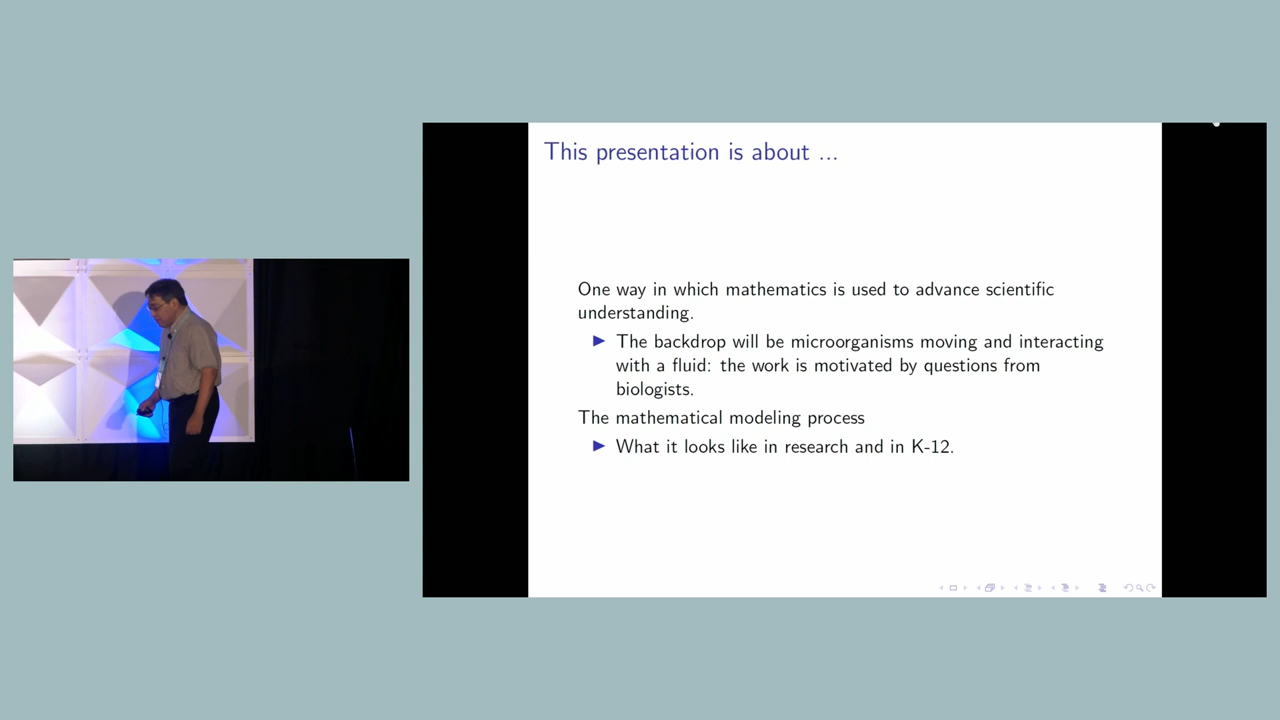 This presentation is about ...
One way in which mathematics is used to advance scientific
understanding.
The backdrop will be microorganisms moving and interacting
with a fluid: the work is motivated by questions from
biologists.
The mathematical modeling process
What it looks like in research and in K-12.